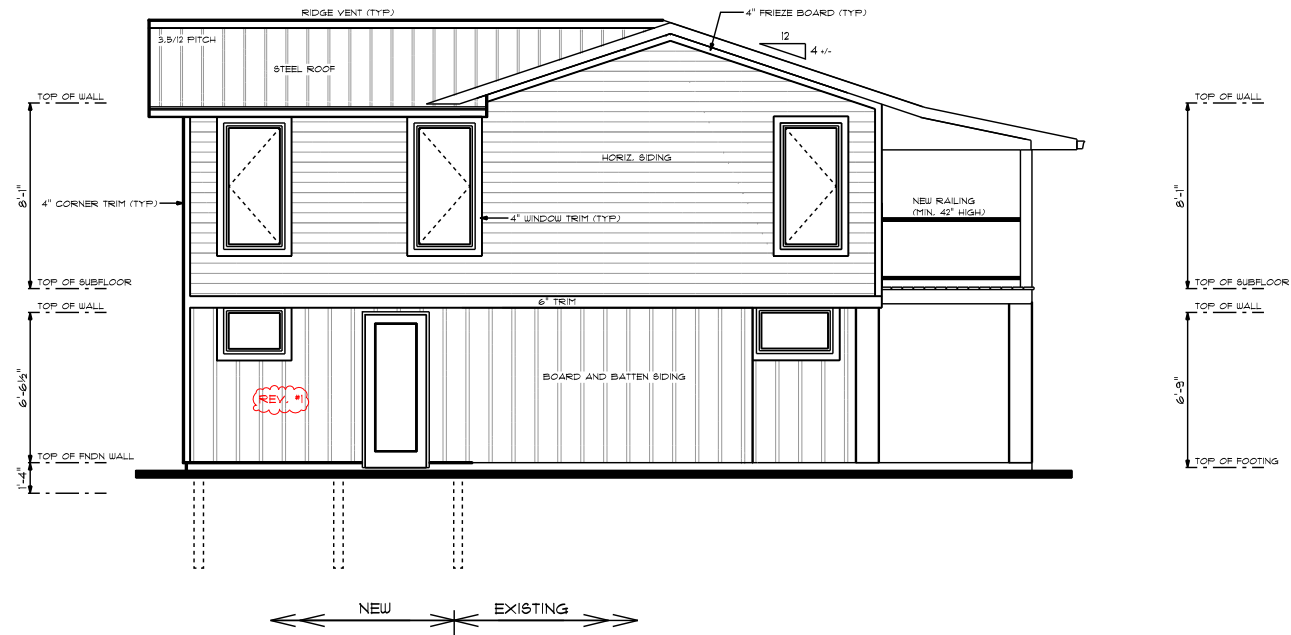 RIDGE VENT (TYP)
4" FRIEZE BOARD (TYP)
3.5/12 PITCH
12
4 +/-
STEEL ROOF
TOP OF WALL
TOP OF WALL
HORIZ. SIDING
8'-1"
8'-1"
4" CORNER TRIM (TYP)
4" WINDOW TRIM (TYP)
NEW RAILING
(MIN. 42" HIGH)
TOP OF SUBFLOOR
TOP OF SUBFLOOR
6" TRIM
TOP OF WALL
TOP OF WALL
6'-6½"
6'-9"
BOARD AND BATTEN SIDING
REV. #1
TOP OF FNDN WALL
TOP OF FOOTING
1'-4"
NEW
EXISTING